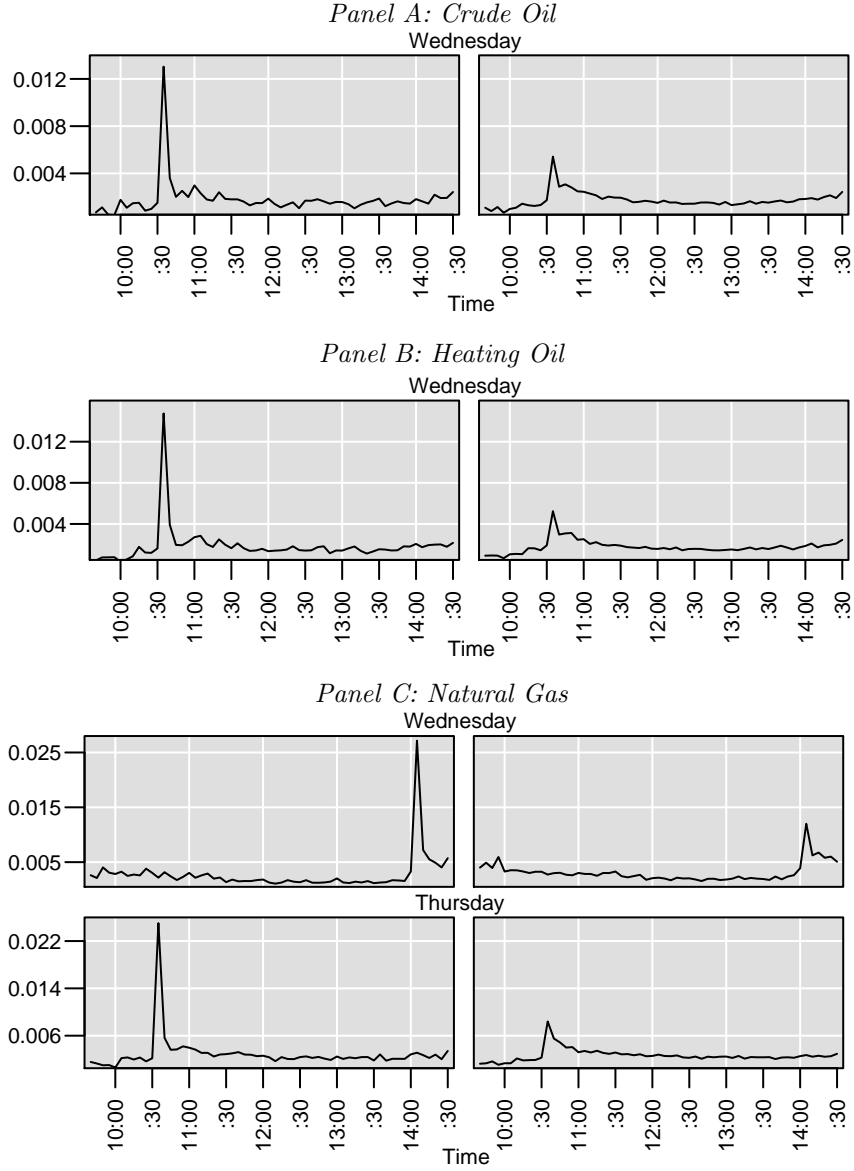 Panel A: Crude Oil
Wednesday
0.012
0.008
0.004
10:00 :30 11:00 :30 12:00 :30 13:00 :30 14:00 :30 10:00 :30 11:00 :30 12:00 :30 13:00 :30 14:00 :30
Time
Panel B: Heating Oil
Wednesday
0.012
0.008
0.004
10:00 :30 11:00 :30 12:00 :30 13:00 :30 14:00 :30 10:00 :30 11:00 :30 12:00 :30 13:00 :30 14:00 :30
Time
Panel C: Natural Gas
Wednesday
0.025
0.015
0.005
Thursday
0.022
0.014
0.006
10:00 :30 11:00 :30 12:00 :30 13:00 :30 14:00 :30 10:00 :30 11:00 :30 12:00 :30 13:00 :30 14:00 :30
Time